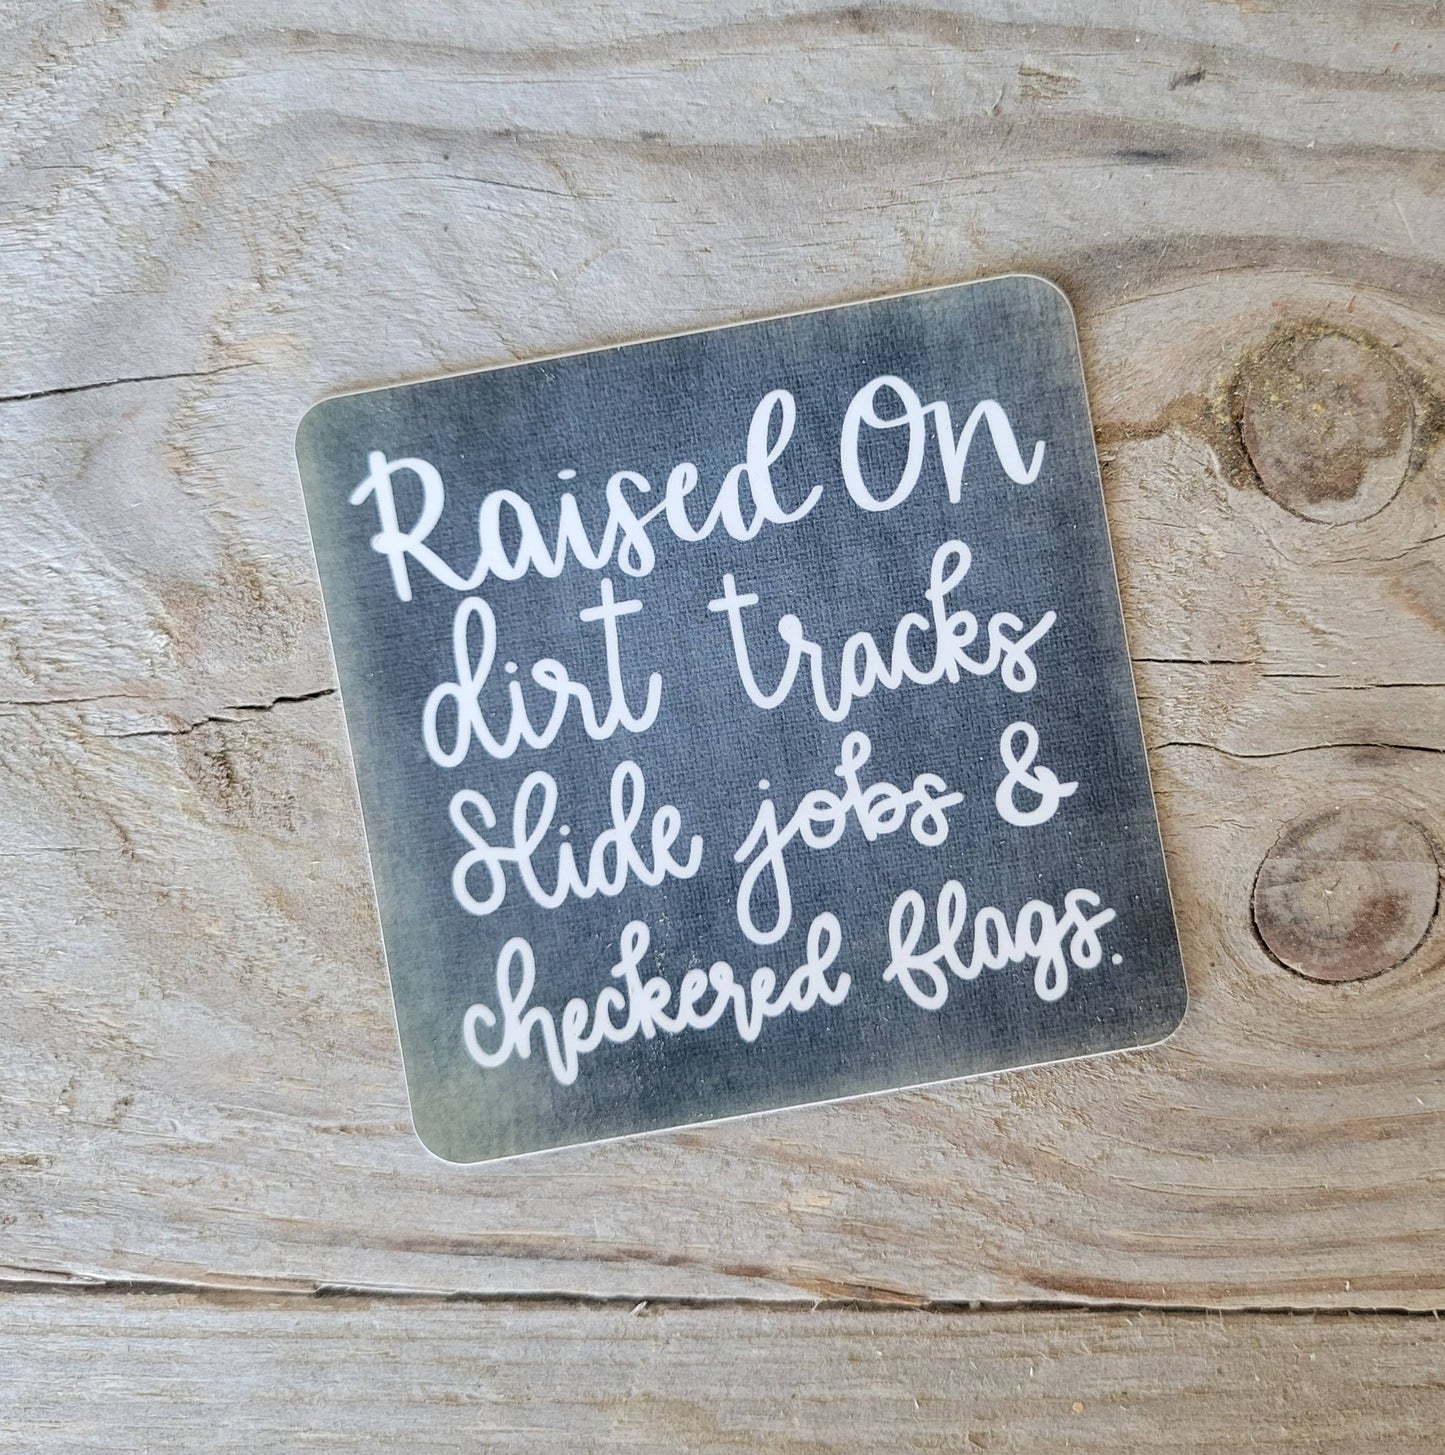 Raised On
dirt tracks
Slide jobs &
checkered flags.